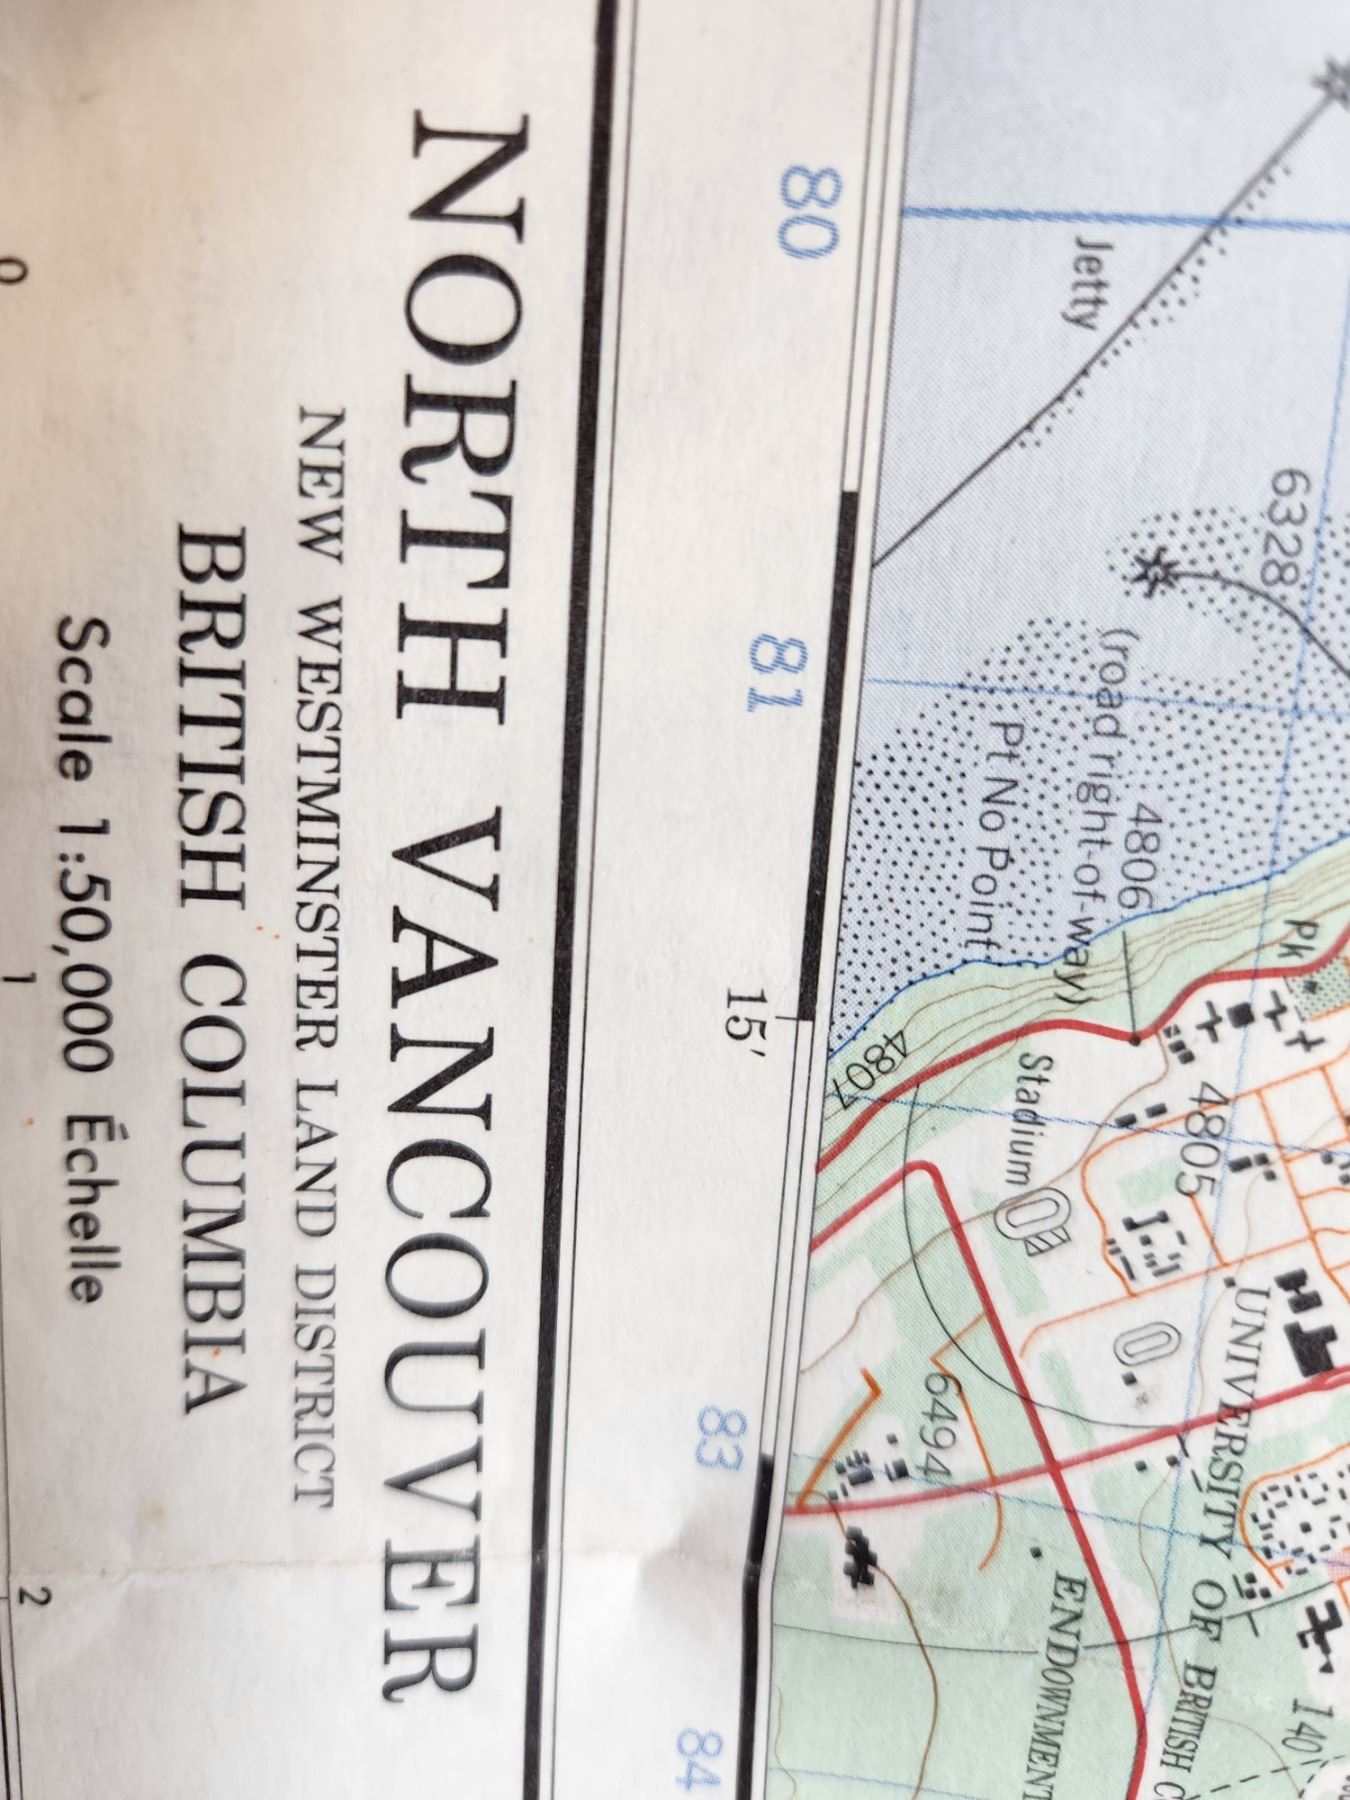 80
81
15′
83
84
Jettty
6328
(road right-of-way)
4806
Pt No Point
Pk
4807
Stadium
4805
6494
UNIVERSITY OF BRITISH
ENDOWMENT
140
NORTH VANCOUVER
NEW WESTMINSTER LAND DISTRICT
BRITISH COLUMBIA
Scale 1:50,000 Échelle
0 1 2